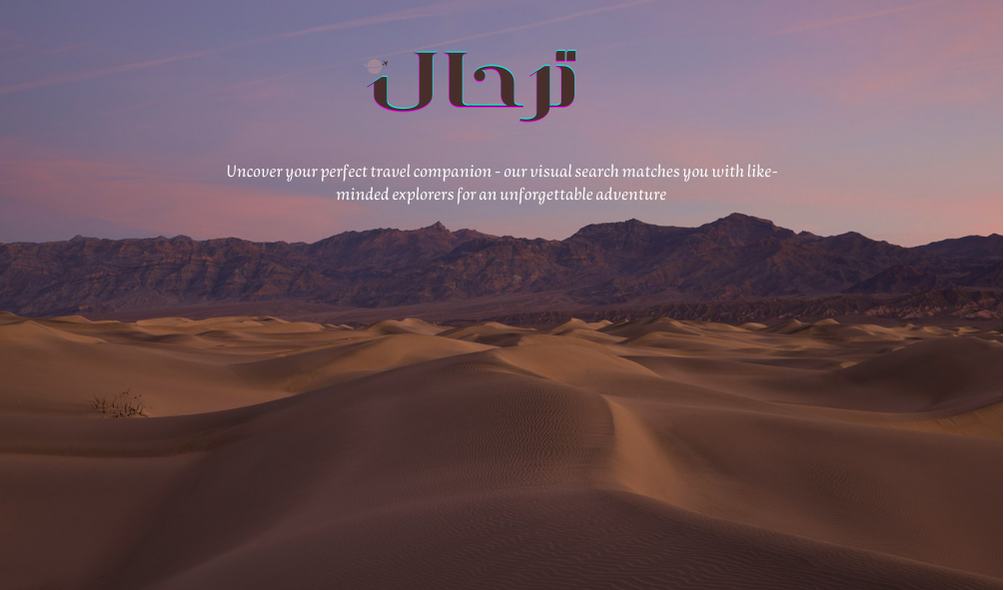 ترحال
Uncover your perfect travel companion - our visual search matches you with like-
minded explorers for an unforgettable adventure